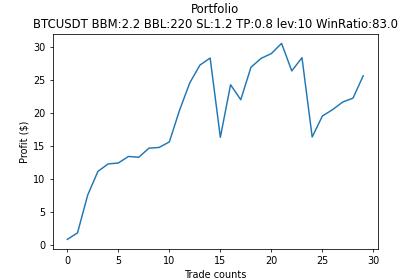 Portfolio
BTCUSDT BBM:2.2 BBL:220 SL:1.2 TP:0.8 lev:10 WinRatio:83.0
Profit ($)
30
25
20
15
10
5
0
0 5 10 15 20 25 30
Trade counts